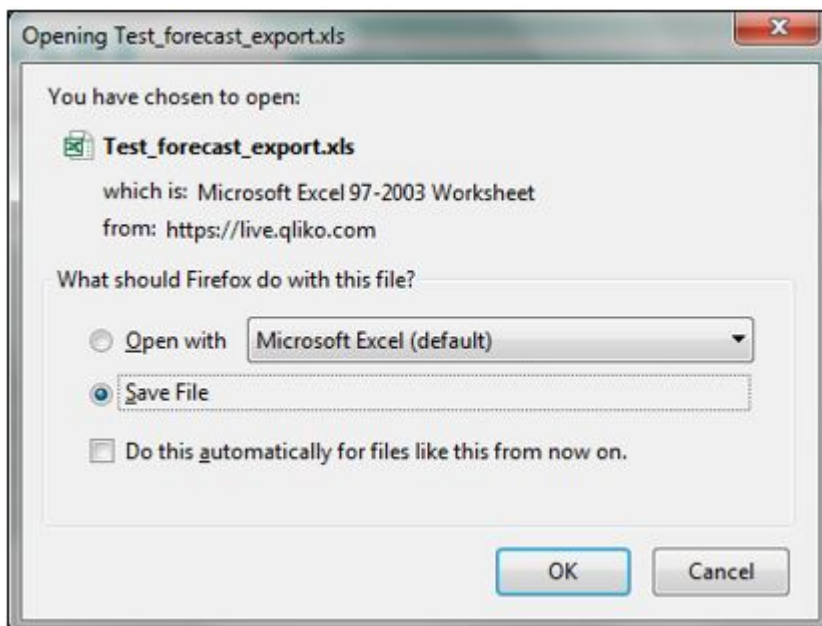 Opening Test_forecast_export.xls
You have chosen to open:
Test_forecast_export.xls
which is: Microsoft Excel 97-2003 Worksheet
from: https://live.qliko.com
What should Firefox do with this file?
Open with Microsoft Excel (default)
Save File
Do this automatically for files like this from now on.
OK Cancel